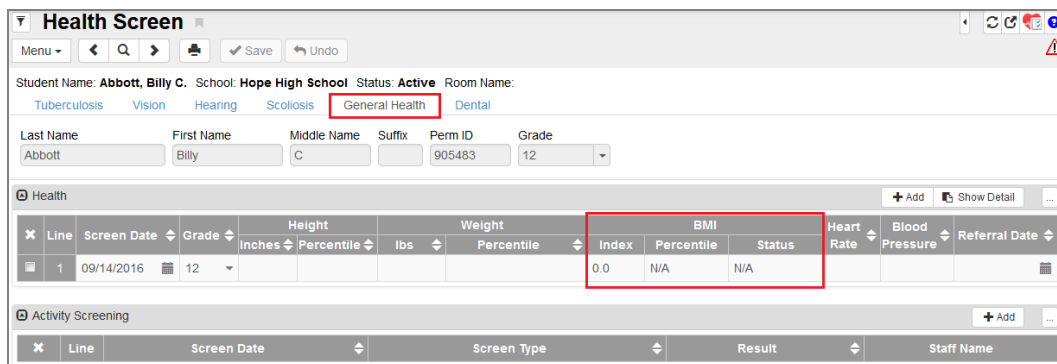 Health Screen
Menu Save Undo
Student Name: Abbott, Billy C. School: Hope High School Status: Active Room Name:
Tuberculosis Vision Hearing Scoliosis General Health Dental
Last Name First Name Middle Name Suffix Perm ID Grade
Abbott Billy C 905483 12
Health + Add Show Detail ...
Height Weight BMI
Line Screen Date Grade Inches Percentile lbs Percentile Index Percentile Status Heart Rate Blood Pressure Referral Date
1 09/14/2016 12 0.0 N/A N/A
Activity Screening + Add ...
Line Screen Date Screen Type Result Staff Name